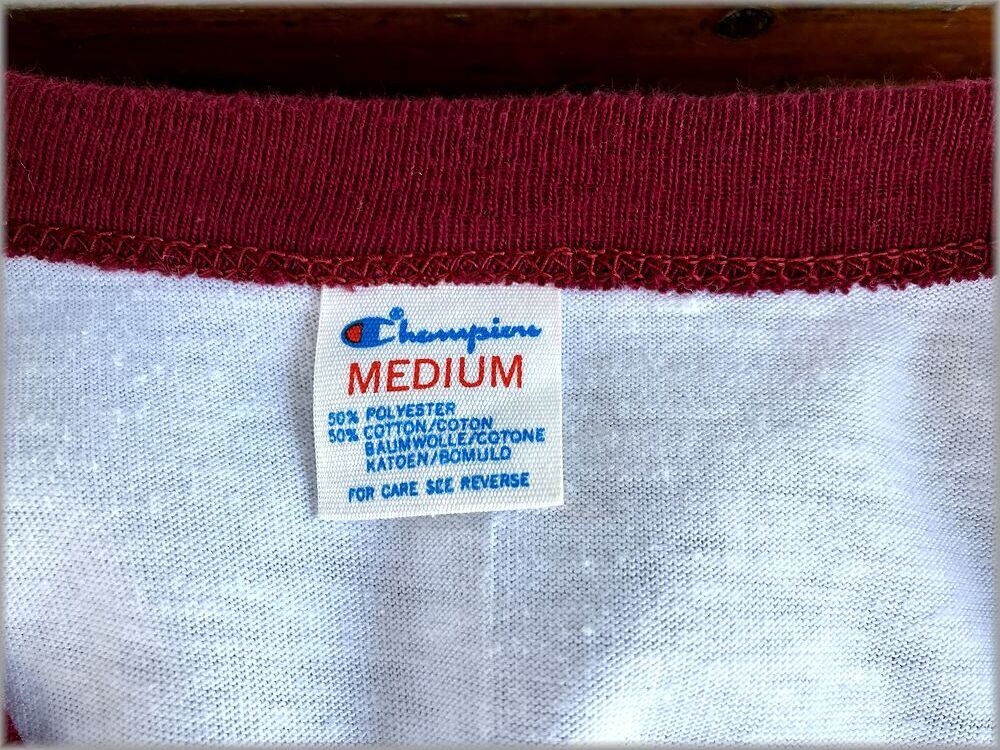 Champion®
MEDIUM
50% POLYESTER
50% COTTON/COTON
BAUMWOLLE/COTONE
KATOEN/BOMULD
FOR CARE SEE REVERSE